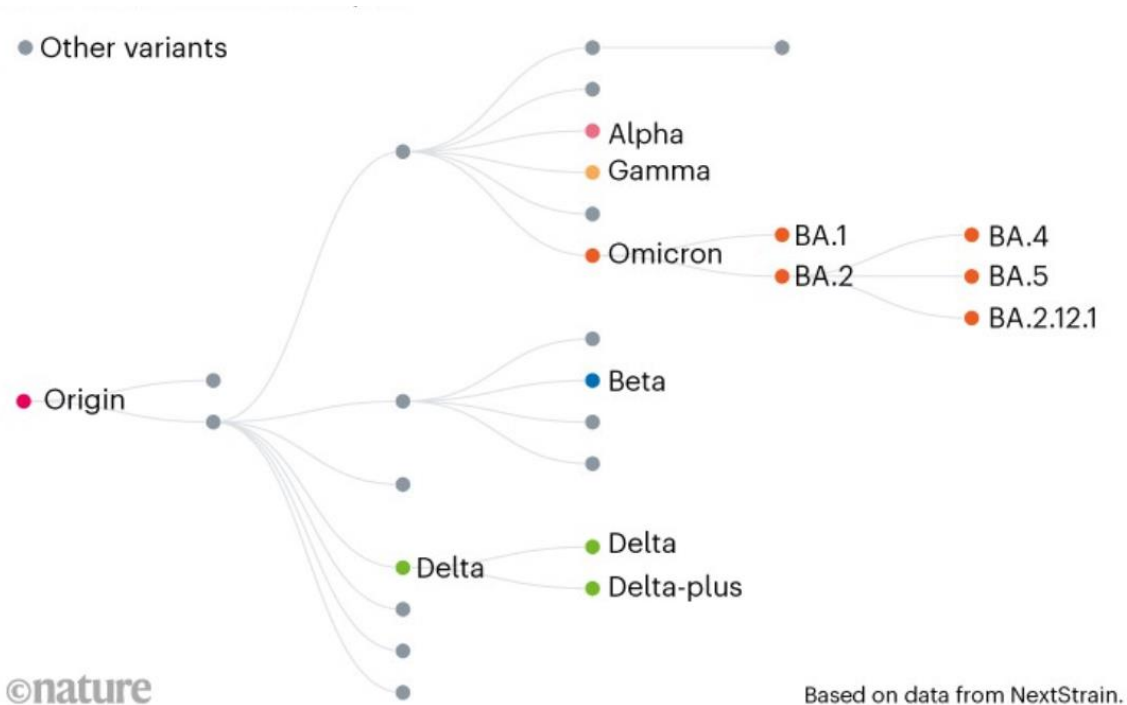 Other variants
Alpha
Gamma
Omicron
BA.1
BA.2
BA.4
BA.5
BA.2.12.1
Origin
Beta
Delta
Delta
Delta-plus
©nature
Based on data from NextStrain.